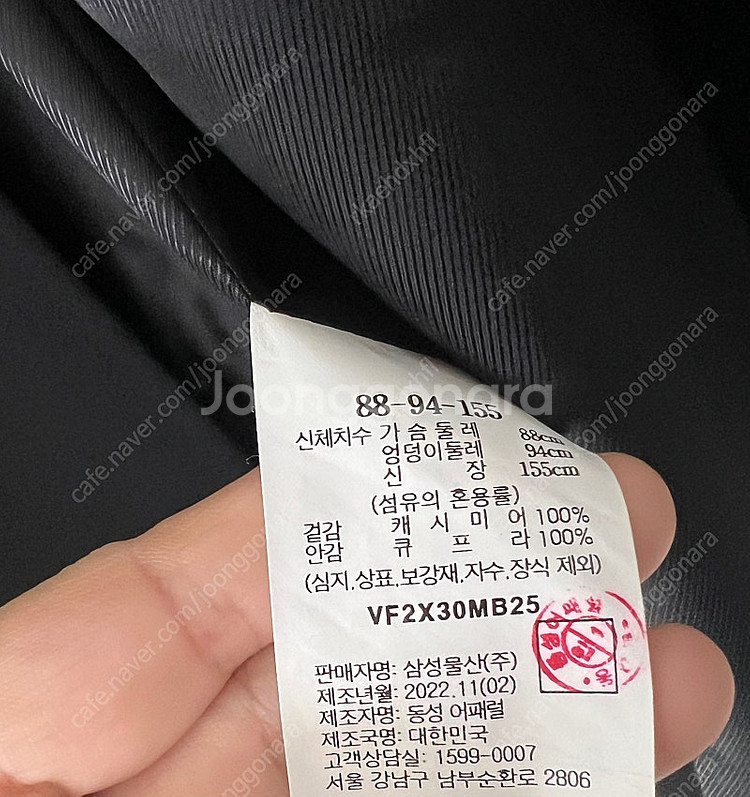 cafe.naver.com/joonggonara
rkaehdxhfl
Joonggonara
88-94-155
신체치수 가슴둘레 88cm
엉덩이둘레 94cm
신장 155cm
(섬유의 혼용률)
겉감 캐시미어 100%
안감 큐프라 100%
(심지,상표,보강재,자수,장식 제외)
VF2X30MB25
판매자명: 삼성물산(주)
제조년월: 2022.11(02)
제조자명: 동성 어패럴
제조국명: 대한민국
고객상담실: 1599-0007
서울 강남구 남부순환로 2806